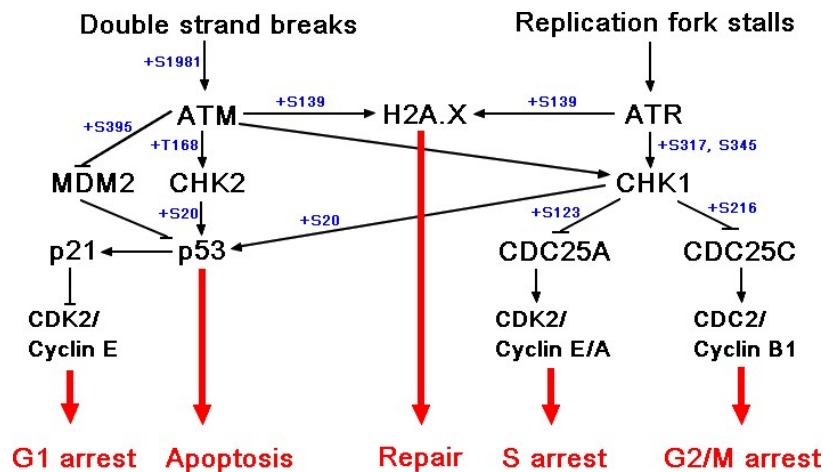 Double strand breaks
Replication fork stalls
+S1981
ATM
+S139
H2A.X
+S139
ATR
+S395
+T168
+S317, S345
MDM2
CHK2
CHK1
+S20
+S20
+S123
+S216
p21
p53
CDC25A
CDC25C
CDK2/
Cyclin E
CDK2/
Cyclin E/A
CDC2/
Cyclin B1
G1 arrest
Apoptosis
Repair
S arrest
G2/M arrest